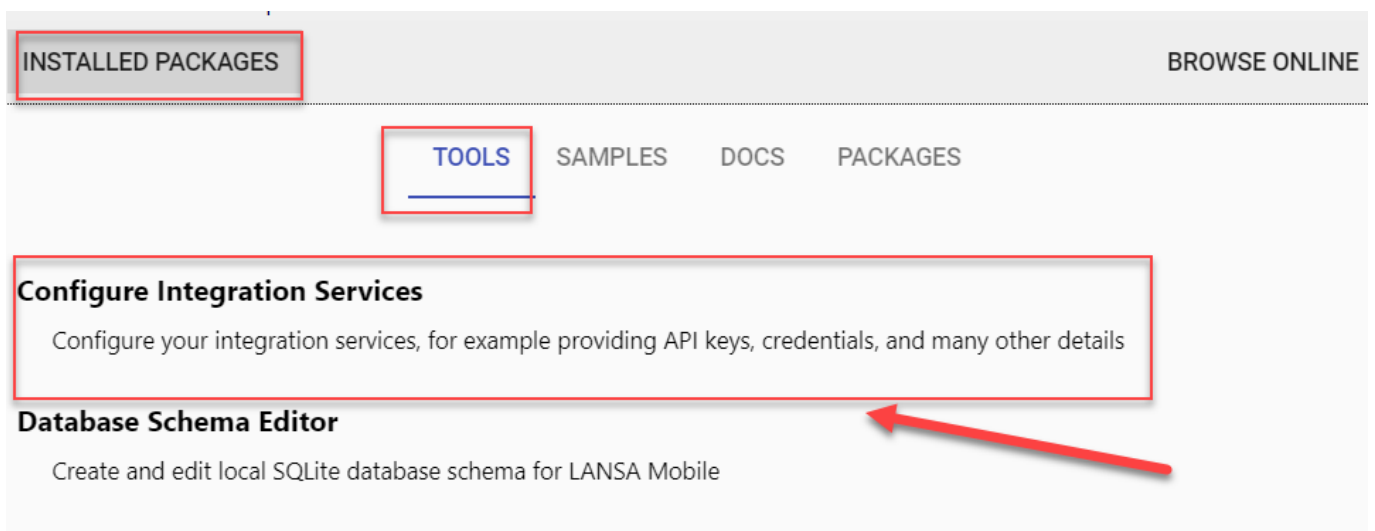 INSTALLED PACKAGES BROWSE ONLINE
TOOLS SAMPLES DOCS PACKAGES
Configure Integration Services
Configure your integration services, for example providing API keys, credentials, and many other details
Database Schema Editor
Create and edit local SQLite database schema for LANSA Mobile